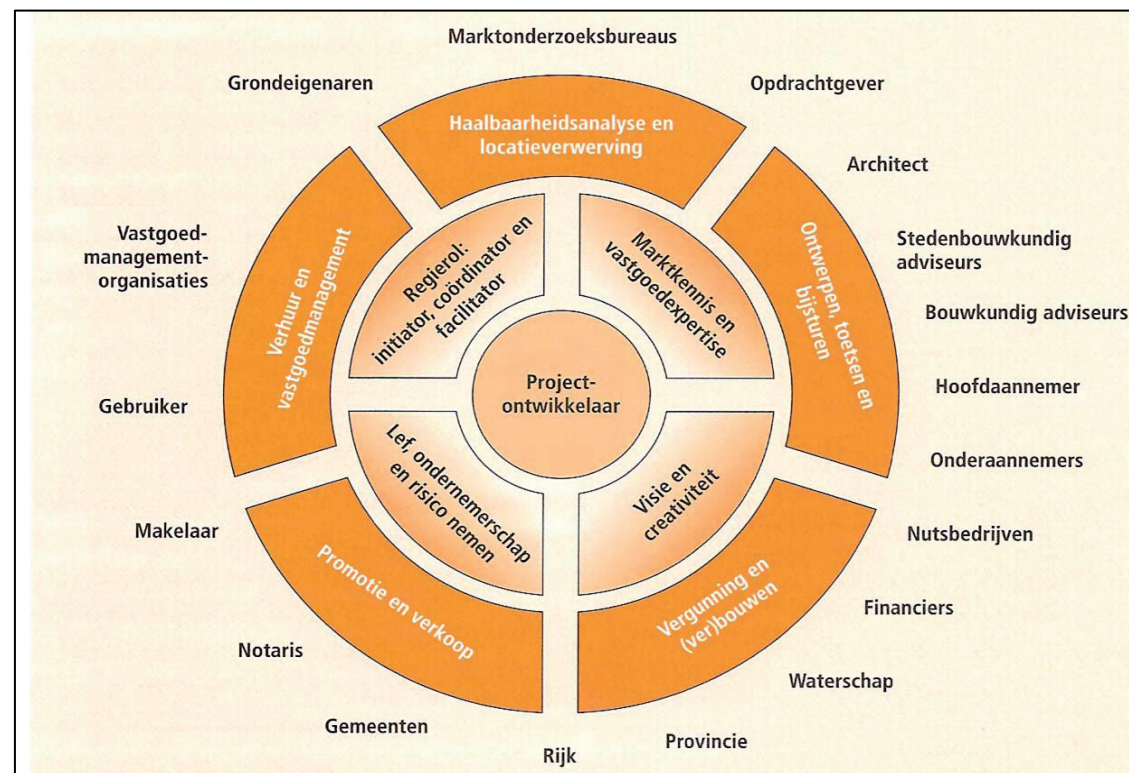 Marktonderzoeksbureaus
Grondeigenaren
Opdrachtgever
Haalbaarheidsanalyse en
locatieverwerving
Architect
Vastgoed-
management-
organisaties
Verhuur en
vastgoedmanagement
Regierol:
initiator, coördinator en
facilitator
Marktkennis en
vastgoedexpertise
Ontwerpen, toetsen en
bijsturen
Stedenbouwkundig
adviseurs
Bouwkundig adviseurs
Project-
ontwikkelaar
Hoofdaannemer
Gebruiker
Onderaannemers
Lef, ondernemerschap
en risico nemen
Visie en
creativiteit
Makelaar
Nutsbedrijven
Promotie en verkoop
Vergunning en
(ver)bouwen
Financiers
Notaris
Waterschap
Gemeenten
Provincie
Rijk